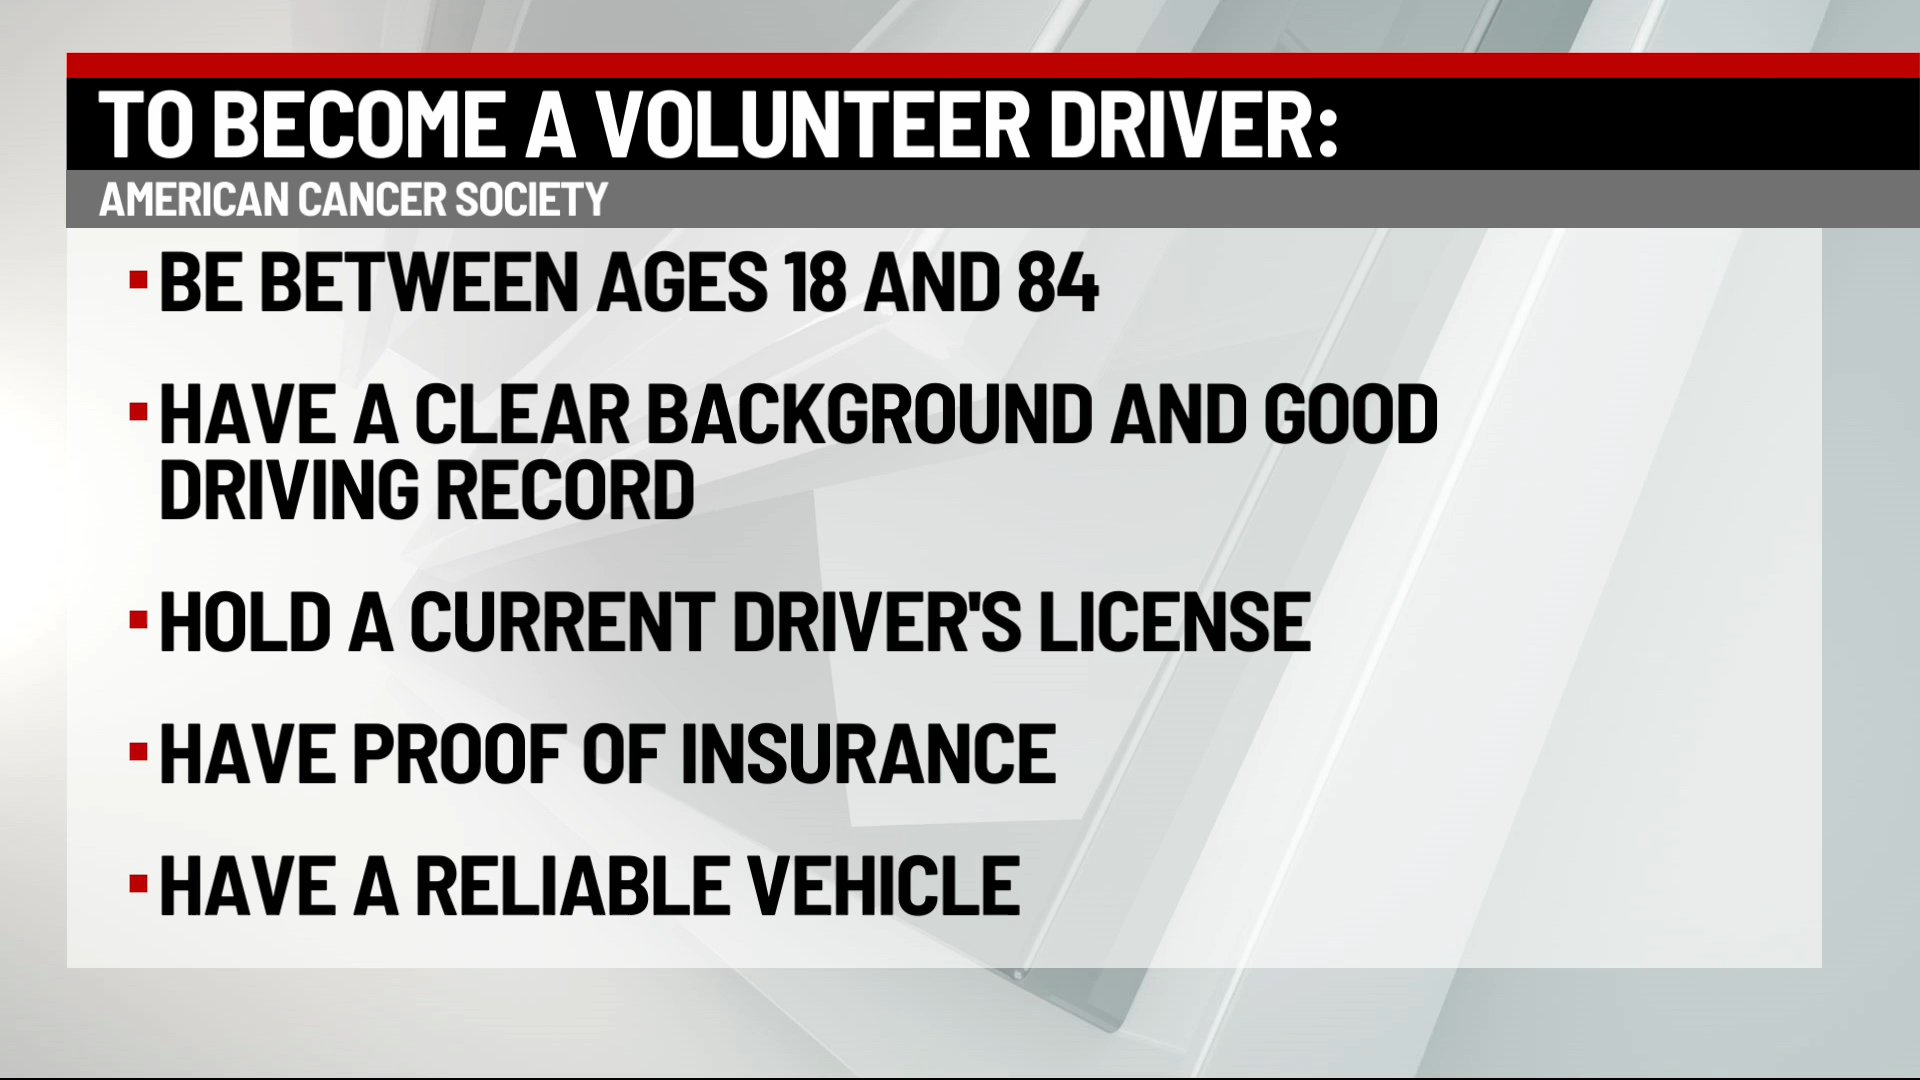 TO BECOME A VOLUNTEER DRIVER:
AMERICAN CANCER SOCIETY
BE BETWEEN AGES 18 AND 84
HAVE A CLEAR BACKGROUND AND GOOD
DRIVING RECORD
HOLD A CURRENT DRIVER'S LICENSE
HAVE PROOF OF INSURANCE
HAVE A RELIABLE VEHICLE